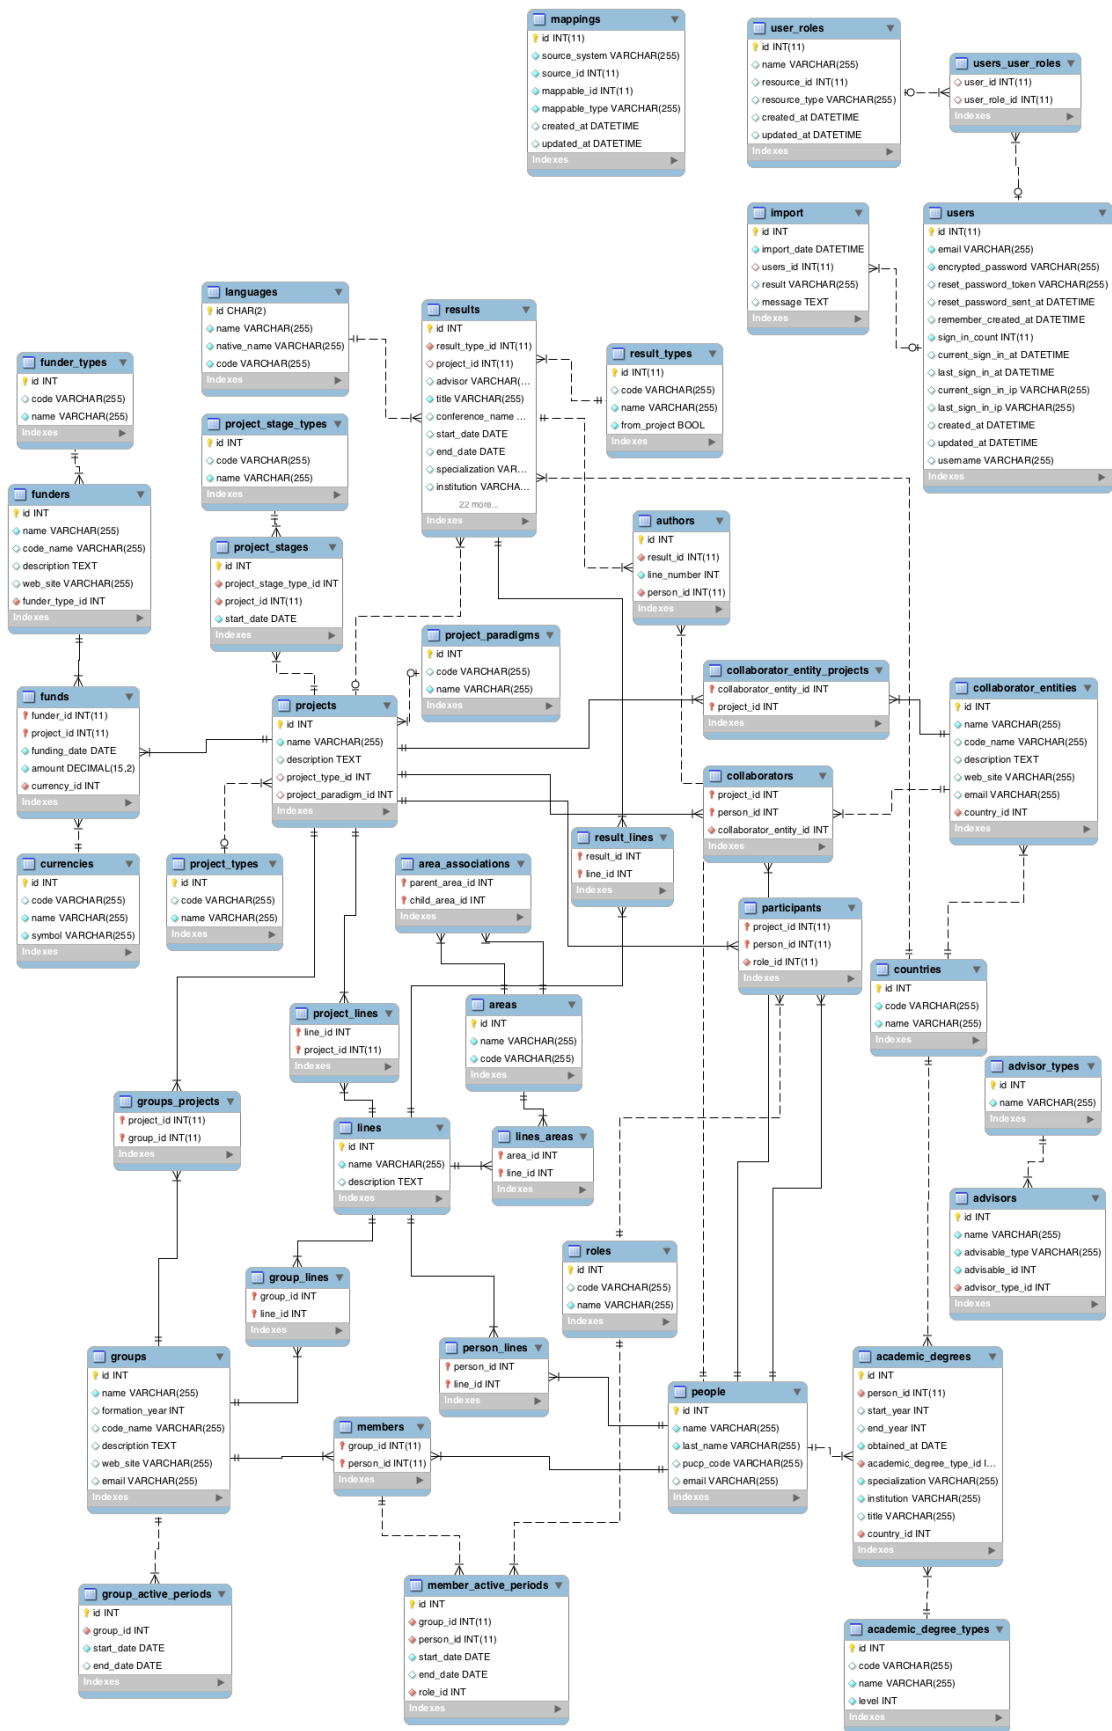 mappings
id INT(11)
source_system VARCHAR(255)
source_id INT(11)
mappable_id INT(11)
mappable_type VARCHAR(255)
created_at DATETIME
updated_at DATETIME
Indexes
user_roles
id INT(11)
name VARCHAR(255)
resource_id INT(11)
resource_type VARCHAR(255)
created_at DATETIME
updated_at DATETIME
Indexes
users_user_roles
user_id INT(11)
user_role_id INT(11)
Indexes
import
id INT
import_date DATETIME
users_id INT(11)
result VARCHAR(255)
message TEXT
Indexes
users
id INT(11)
email VARCHAR(255)
encrypted_password VARCHAR(255)
reset_password_token VARCHAR(255)
reset_password_sent_at DATETIME
remember_created_at DATETIME
sign_in_count INT(11)
current_sign_in_at DATETIME
last_sign_in_at DATETIME
current_sign_in_ip VARCHAR(255)
last_sign_in_ip VARCHAR(255)
created_at DATETIME
updated_at DATETIME
username VARCHAR(255)
Indexes
languages
id CHAR(2)
name VARCHAR(255)
native_name VARCHAR(255)
code VARCHAR(255)
Indexes
results
id INT
result_type_id INT(11)
project_id INT(11)
advisor VARCHAR(...
title VARCHAR(255)
conference_name ...
start_date DATE
end_date DATE
specialization VAR...
institution VARCHA...
22 more...
Indexes
result_types
id INT(11)
code VARCHAR(255)
name VARCHAR(255)
from_project BOOL
Indexes
funder_types
id INT
code VARCHAR(255)
name VARCHAR(255)
Indexes
project_stage_types
id INT
code VARCHAR(255)
name VARCHAR(255)
Indexes
funders
id INT
name VARCHAR(255)
code_name VARCHAR(255)
description TEXT
web_site VARCHAR(255)
funder_type_id INT
Indexes
project_stages
id INT
project_stage_type_id INT
project_id INT(11)
start_date DATE
Indexes
authors
id INT
result_id INT(11)
line_number INT
person_id INT(11)
Indexes
project_paradigms
id INT
code VARCHAR(255)
name VARCHAR(255)
Indexes
collaborator_entity_projects
collaborator_entity_id INT
project_id INT
Indexes
collaborator_entities
id INT
name VARCHAR(255)
code_name VARCHAR(255)
description TEXT
web_site VARCHAR(255)
email VARCHAR(255)
country_id INT
Indexes
funds
funder_id INT(11)
project_id INT(11)
funding_date DATE
amount DECIMAL(15,2)
currency_id INT
Indexes
projects
id INT
name VARCHAR(255)
description TEXT
project_type_id INT
project_paradigm_id INT
Indexes
collaborators
project_id INT
person_id INT
collaborator_entity_id INT
Indexes
currencies
id INT
code VARCHAR(255)
name VARCHAR(255)
symbol VARCHAR(255)
Indexes
project_types
id INT
code VARCHAR(255)
name VARCHAR(255)
Indexes
area_associations
parent_area_id INT
child_area_id INT
Indexes
result_lines
result_id INT
line_id INT
Indexes
participants
project_id INT(11)
person_id INT(11)
role_id INT(11)
Indexes
countries
id INT
code VARCHAR(255)
name VARCHAR(255)
Indexes
project_lines
line_id INT
project_id INT(11)
Indexes
areas
id INT
name VARCHAR(255)
code VARCHAR(255)
Indexes
advisor_types
id INT
name VARCHAR(255)
Indexes
groups_projects
project_id INT(11)
group_id INT(11)
Indexes
lines
id INT
name VARCHAR(255)
description TEXT
Indexes
lines_areas
area_id INT
line_id INT
Indexes
advisors
id INT
name VARCHAR(255)
advisable_type VARCHAR(255)
advisable_id INT
advisor_type_id INT
Indexes
group_lines
group_id INT
line_id INT
Indexes
roles
id INT
code VARCHAR(255)
name VARCHAR(255)
Indexes
person_lines
person_id INT
line_id INT
Indexes
groups
id INT
name VARCHAR(255)
formation_year INT
code_name VARCHAR(255)
description TEXT
web_site VARCHAR(255)
email VARCHAR(255)
Indexes
members
group_id INT(11)
person_id INT(11)
Indexes
people
id INT
name VARCHAR(255)
last_name VARCHAR(255)
pucp_code VARCHAR(255)
email VARCHAR(255)
Indexes
academic_degrees
id INT
person_id INT(11)
start_year INT
end_year INT
obtained_at DATE
academic_degree_type_id I...
specialization VARCHAR(255)
institution VARCHAR(255)
title VARCHAR(255)
country_id INT
Indexes
group_active_periods
id INT
group_id INT
start_date DATE
end_date DATE
Indexes
member_active_periods
id INT
group_id INT(11)
person_id INT(11)
start_date DATE
end_date DATE
role_id INT
Indexes
academic_degree_types
id INT
code VARCHAR(255)
name VARCHAR(255)
level INT
Indexes